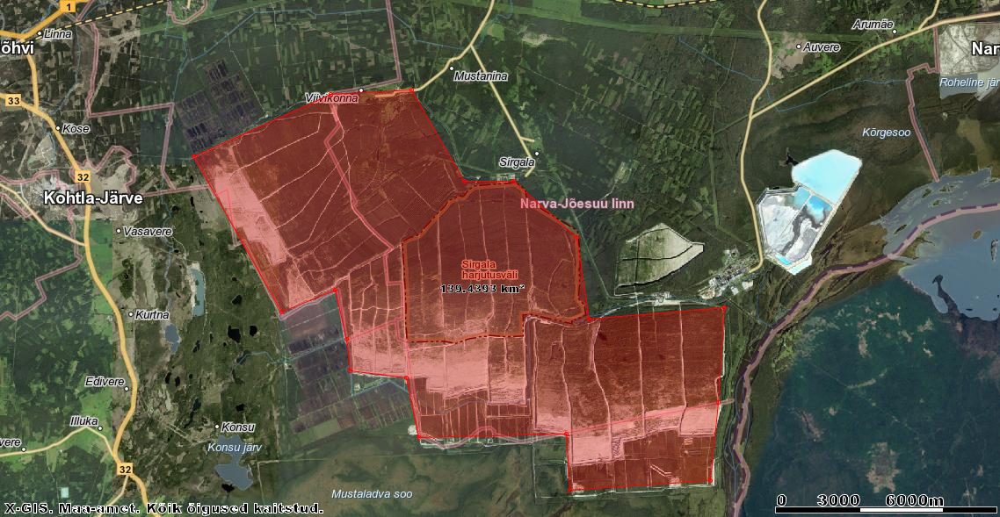 1
Linna
õhvi
Arumäe
Auvere
Nar
Mustanina
Roheline jär
Viivikonna
33
Kose
Kõrgesoo
Sirgala
32
Kohtla-Järve
Narva-Jõesuu linn
Vasavere
Sirgala
harjutusväli
139.4393 km²
Kurtna
Edivere
Illuka
Konsu
vere
Konsu järv
32
Mustaladva soo
X-GIS. Maa-amet. Kõik õigused kaitstud.
0 3000 6000m